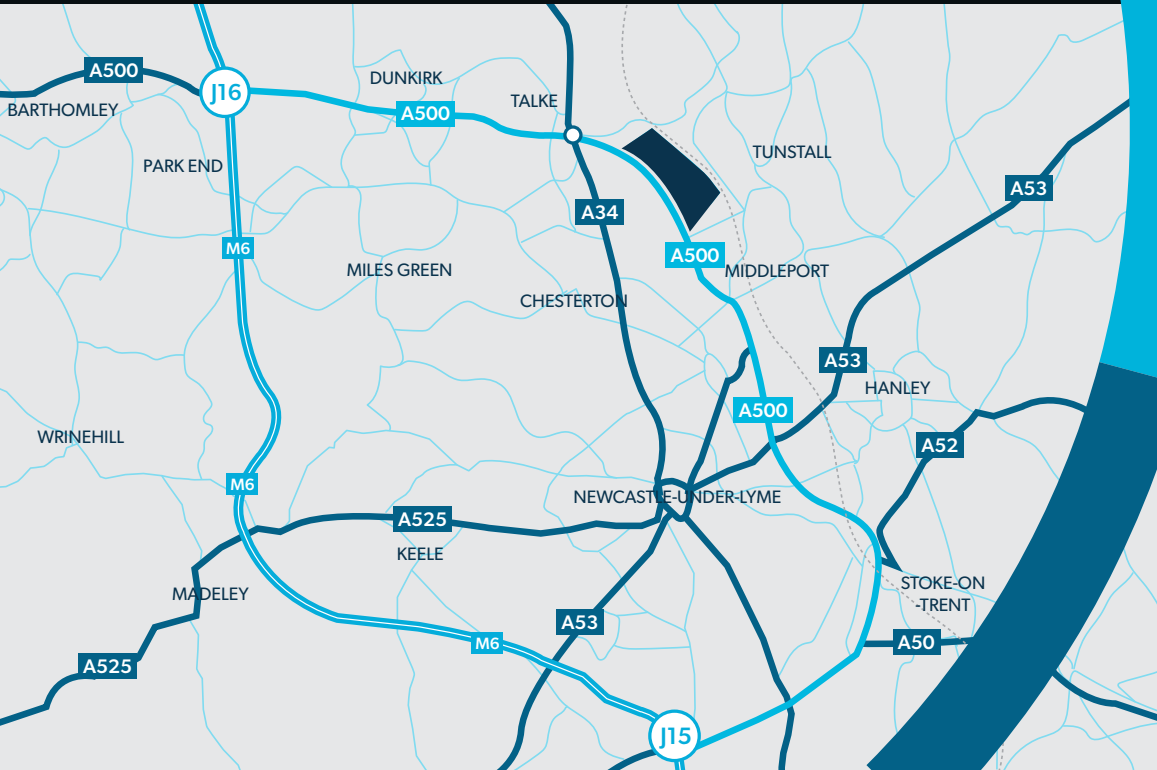 A500
J16
DUNKIRK
TALKE
BARTHOMLEY
A500
TUNSTALL
PARK END
A53
A34
M6
A500
MILES GREEN
MIDDLEPORT
CHESTERTON
A53
HANLEY
A500
WRINEHILL
A52
M6
NEWCASTLE-UNDER-LYME
A525
KEELE
STOKE-ON
-TRENT
MADELEY
A53
M6
A50
A525
J15